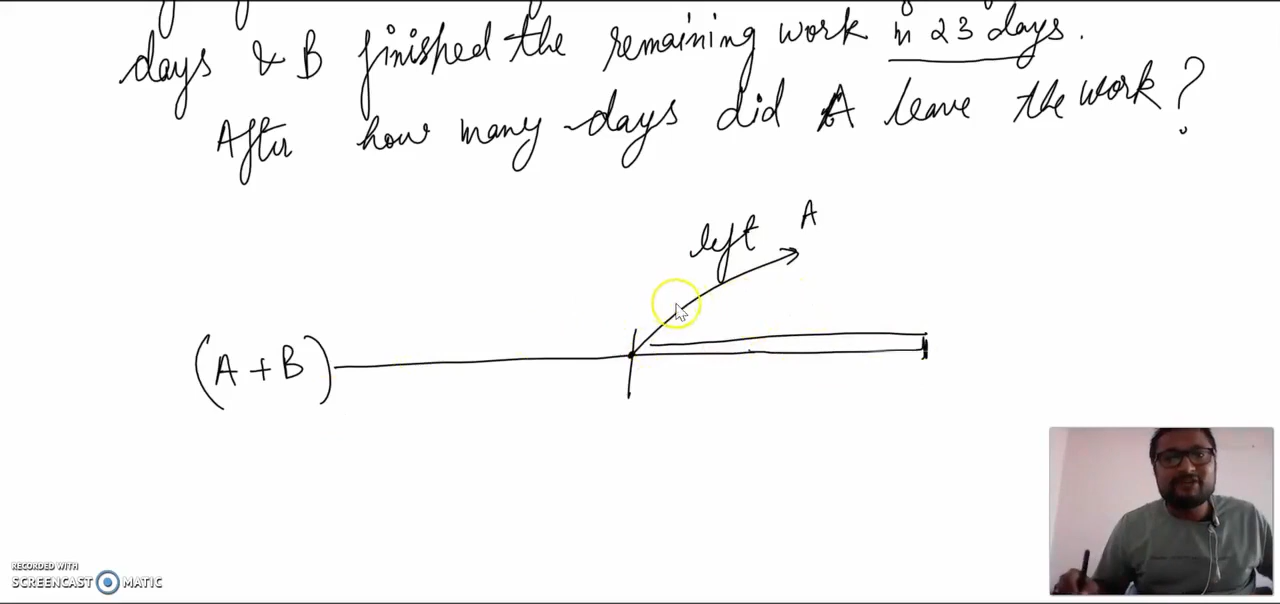 days & B finished the remaining work in 23 days.
After how many days did A leave the work?
left A
(A + B)
RECORDED WITH
SCREENCAST MATIC